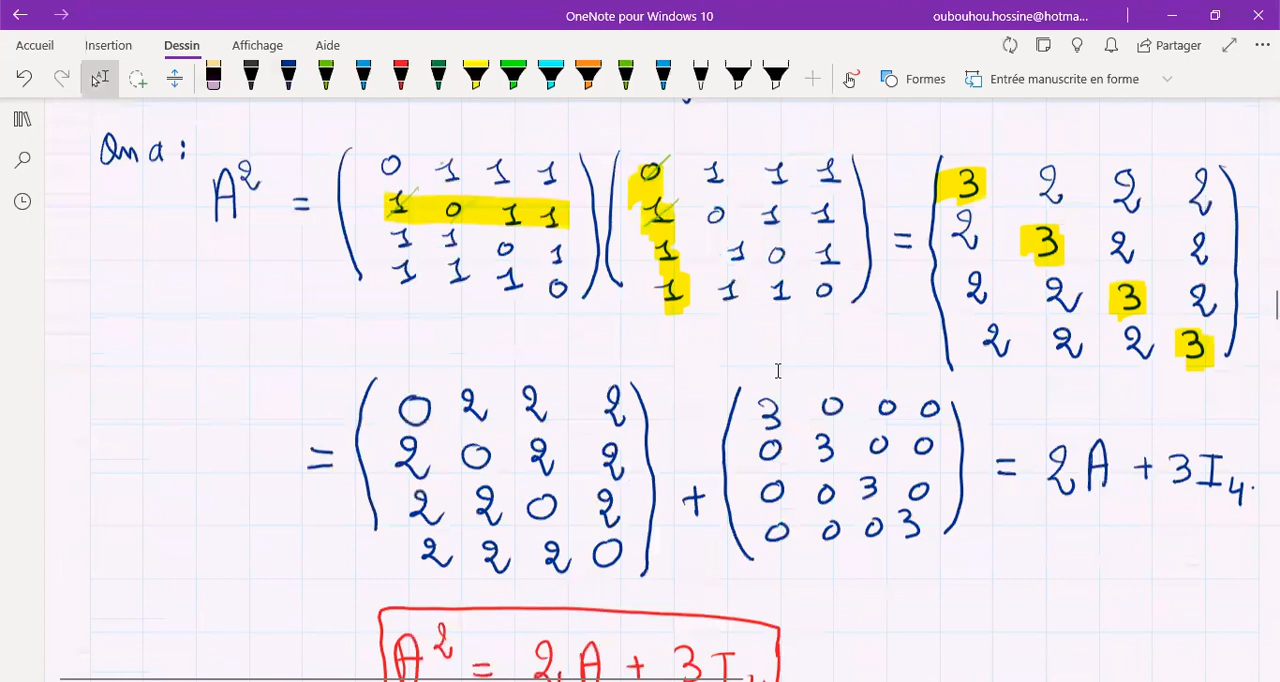 OneNote pour Windows 10
oubouhou.hossine@hotma...
Accueil Insertion Dessin Affichage Aide
Partager
Formes
Entrée manuscrite en forme
On a :
A² = ( 0 1 1 1 ) ( 0 1 1 1 ) = ( 3 2 2 2 )
( 1 0 1 1 ) ( 1 0 1 1 ) ( 2 3 2 2 )
( 1 1 0 1 ) ( 1 1 0 1 ) ( 2 2 3 2 )
( 1 1 1 0 ) ( 1 1 1 0 ) ( 2 2 2 3 )
= ( 0 2 2 2 ) + ( 3 0 0 0 ) = 2A + 3I₄.
( 2 0 2 2 ) ( 0 3 0 0 )
( 2 2 0 2 ) ( 0 0 3 0 )
( 2 2 2 0 ) ( 0 0 0 3 )
A² = 2A + 3I